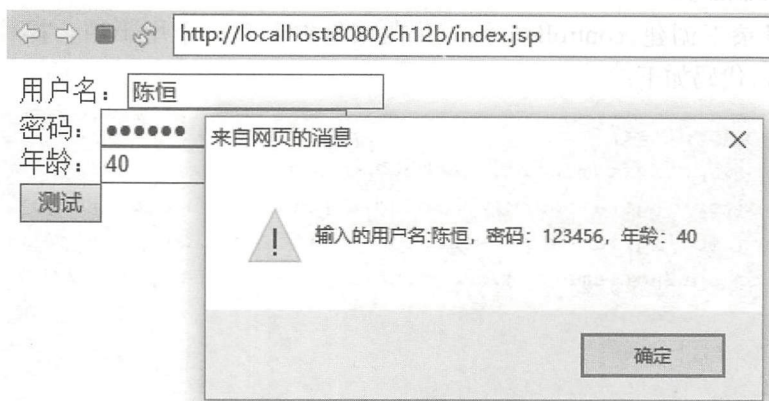 http://localhost:8080/ch12b/index.jsp
用户名：陈恒
密码：●●●●●●
年龄：40
测试
来自网页的消息
输入的用户名:陈恒，密码：123456，年龄：40
确定